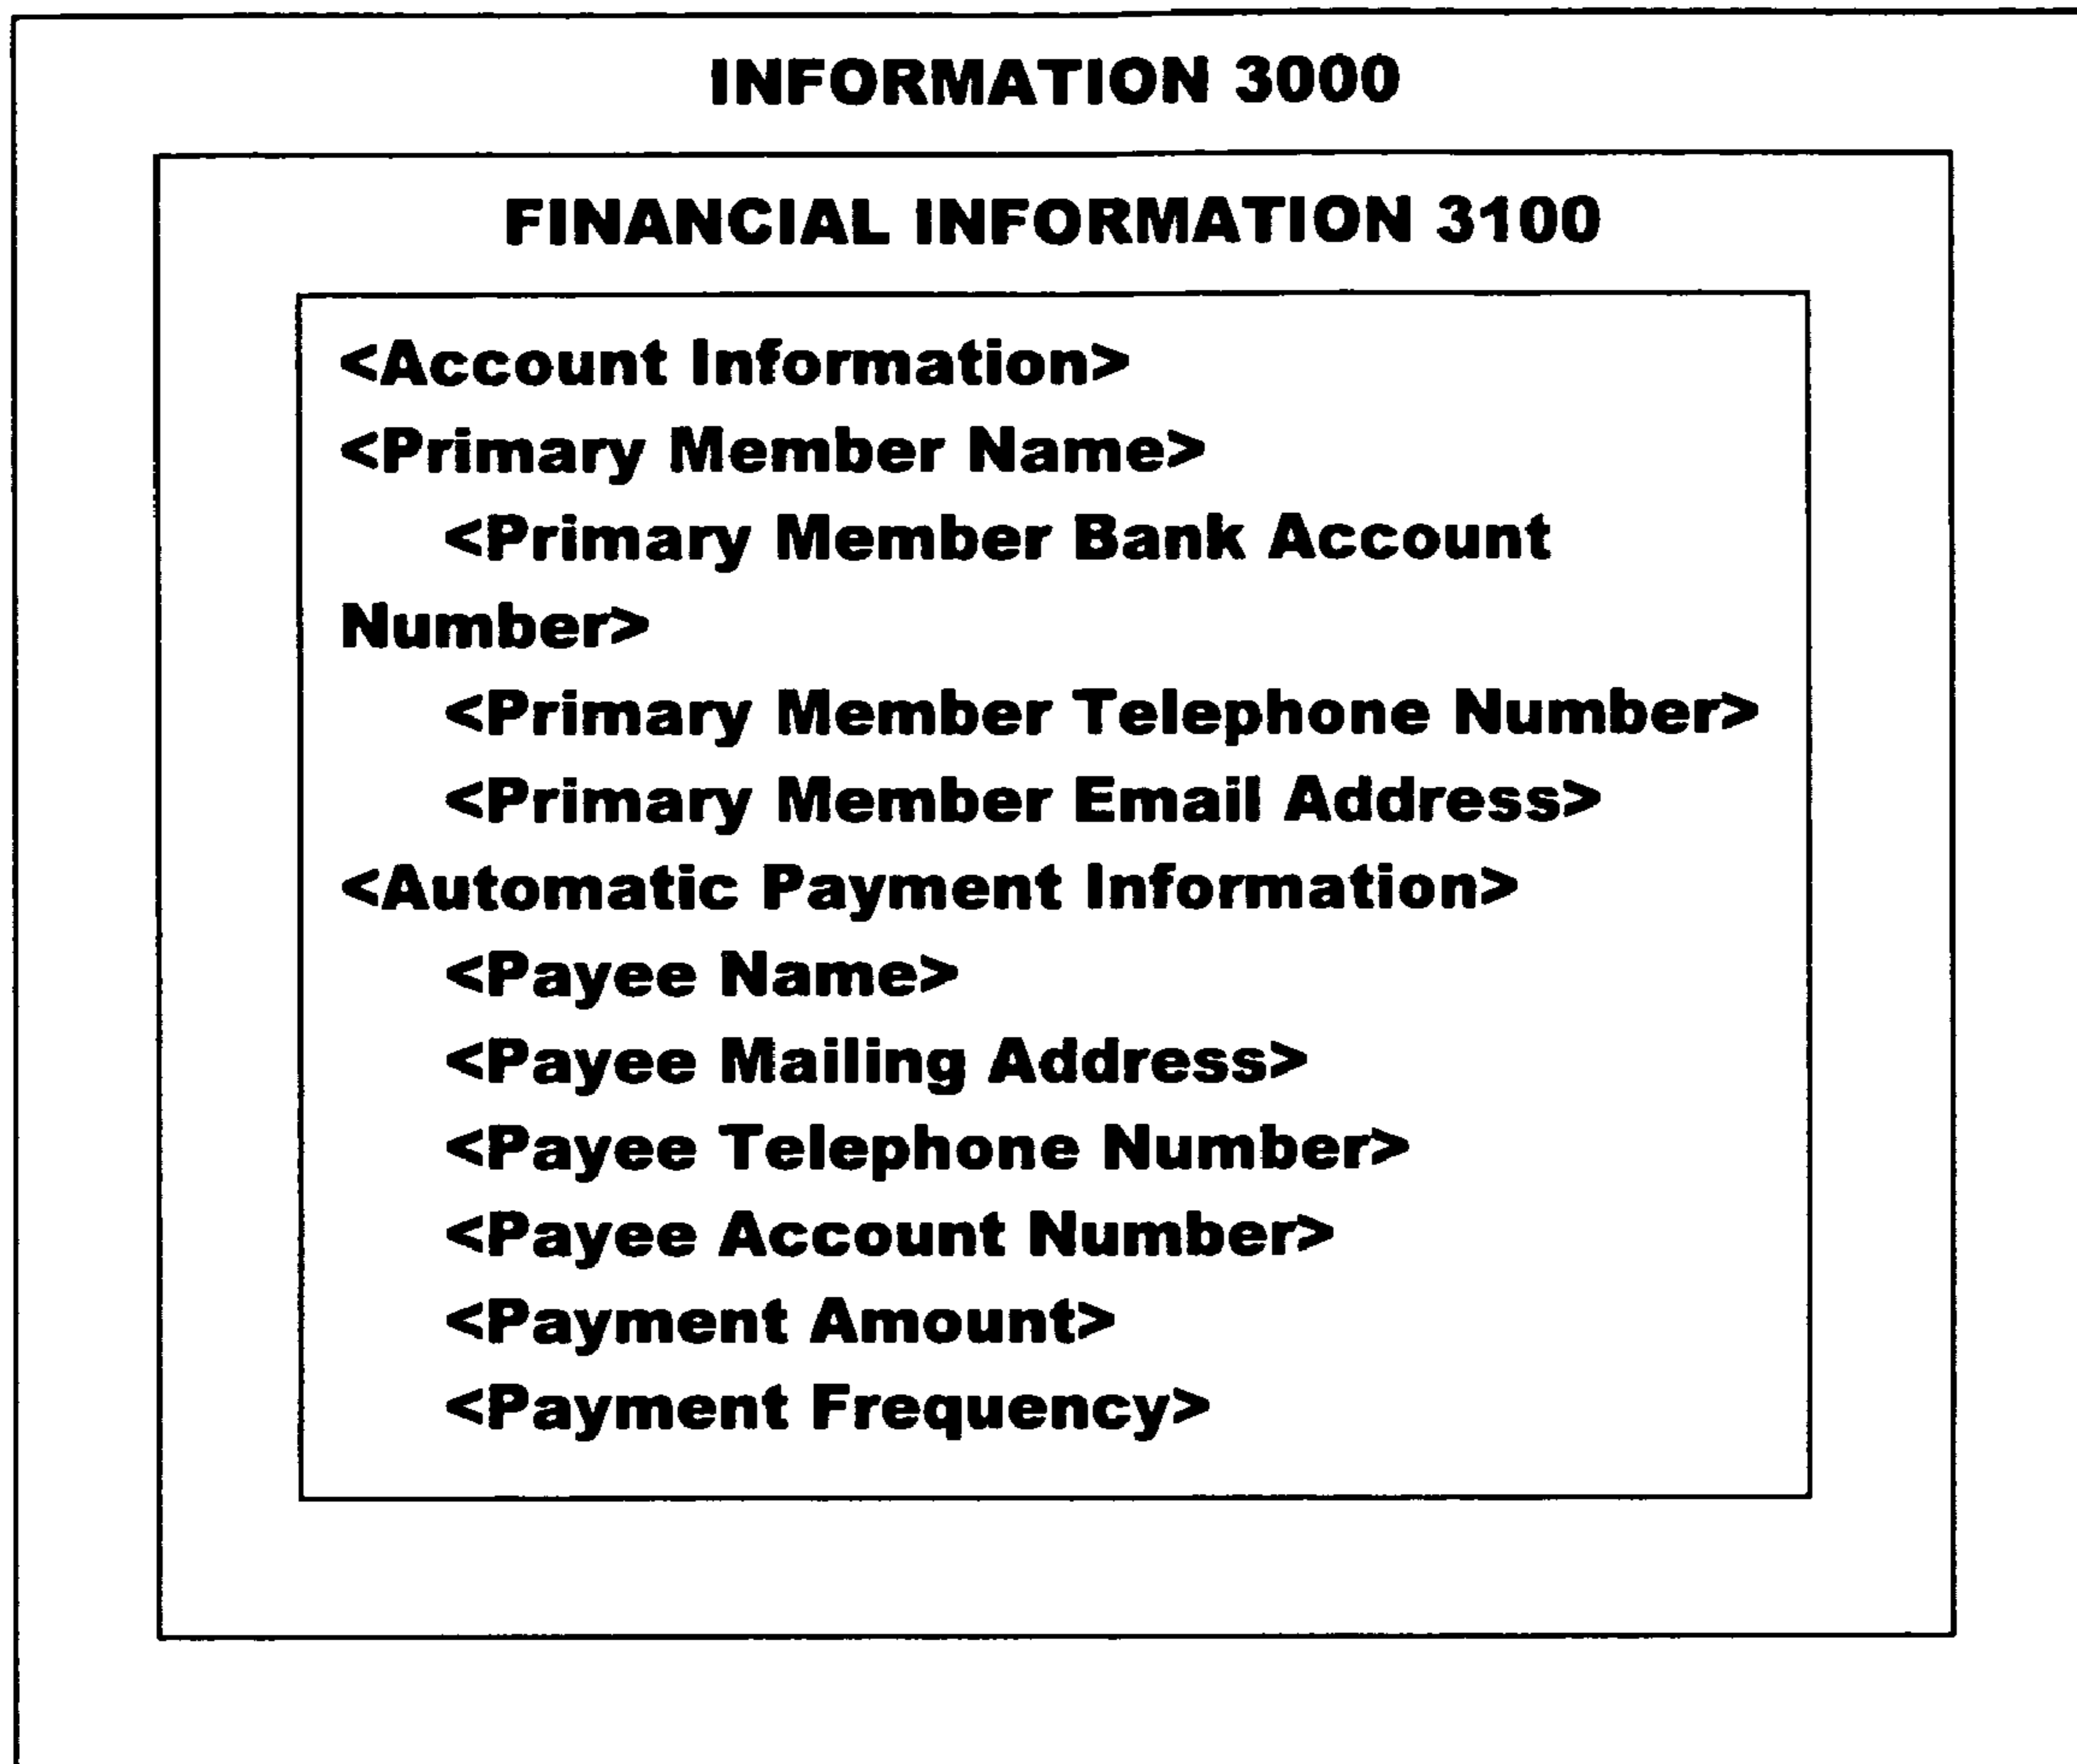 INFORMATION 3000
FINANCIAL INFORMATION 3100
<Account Information>
<Primary Member Name>
<Primary Member Bank Account
Number>
<Primary Member Telephone Number>
<Primary Member Email Address>
<Automatic Payment Information>
<Payee Name>
<Payee Mailing Address>
<Payee Telephone Number>
<Payee Account Number>
<Payment Amount>
<Payment Frequency>